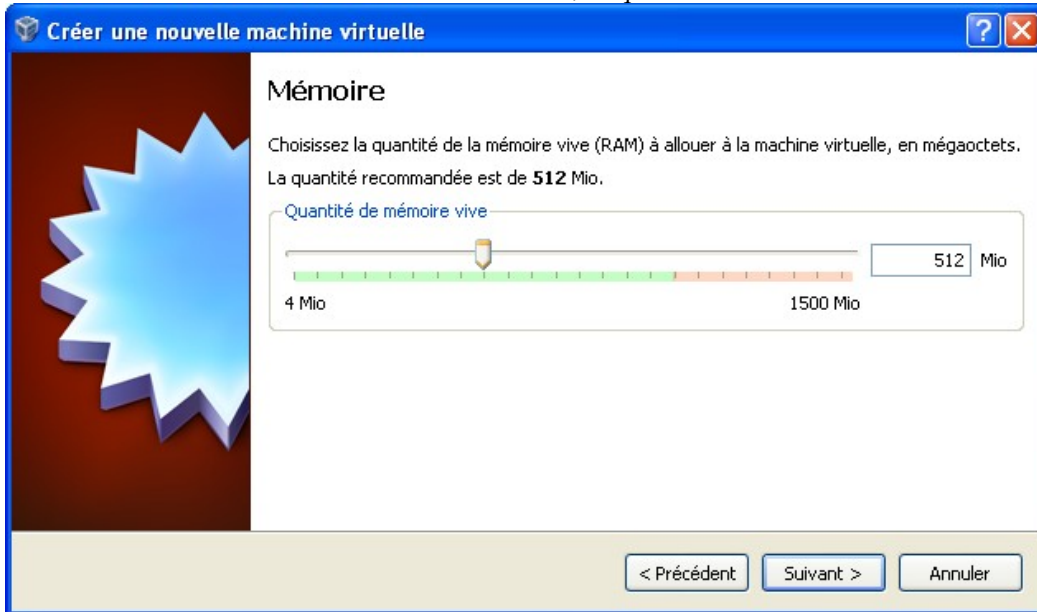 Créer une nouvelle machine virtuelle
Mémoire
Choisissez la quantité de la mémoire vive (RAM) à allouer à la machine virtuelle, en mégaoctets.
La quantité recommandée est de 512 Mio.
Quantité de mémoire vive
512 Mio
4 Mio 1500 Mio
< Précédent Suivant > Annuler